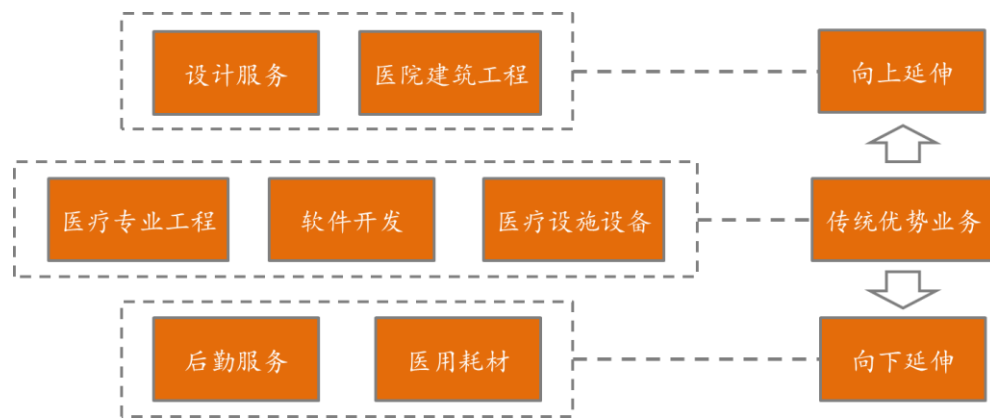 设计服务
医院建筑工程
向上延伸
医疗专业工程
软件开发
医疗设施设备
传统优势业务
后勤服务
医用耗材
向下延伸